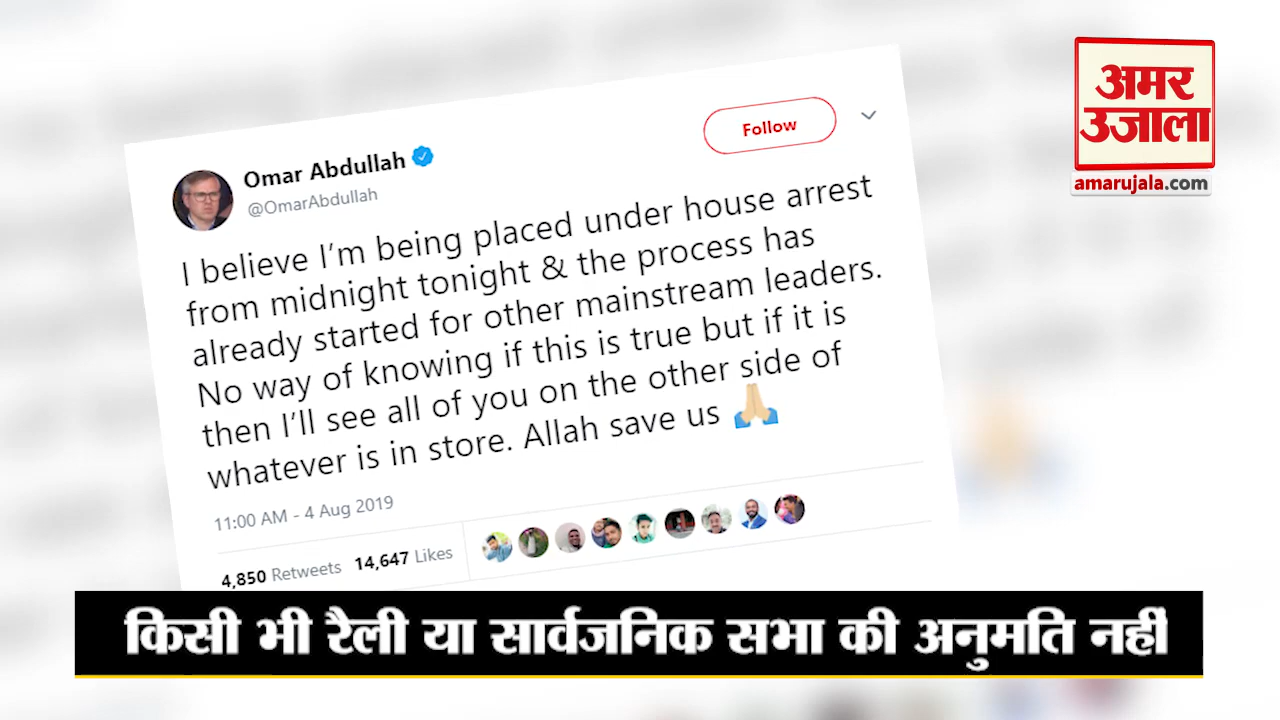 अमर
उजाला
amarujala.com
Follow
Omar Abdullah
@OmarAbdullah
I believe I’m being placed under house arrest
from midnight tonight & the process has
already started for other mainstream leaders.
No way of knowing if this is true but if it is
then I’ll see all of you on the other side of
whatever is in store. Allah save us 🙏🏼
11:00 AM - 4 Aug 2019
4,850 Retweets 14,647 Likes
किसी भी रैली या सार्वजनिक सभा की अनुमति नहीं